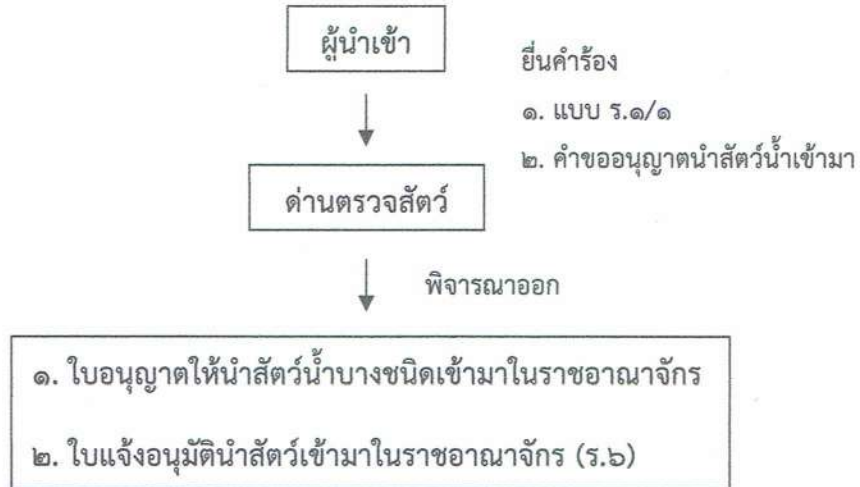 ผู้นำเข้า
ยื่นคำร้อง
๑. แบบ ร.๑/๑
๒. คำขออนุญาตนำสัตว์น้ำเข้ามา
ด่านตรวจสัตว์
พิจารณาออก
๑. ใบอนุญาตให้นำสัตว์น้ำบางชนิดเข้ามาในราชอาณาจักร
๒. ใบแจ้งอนุมัตินำสัตว์เข้ามาในราชอาณาจักร (ร.๖)